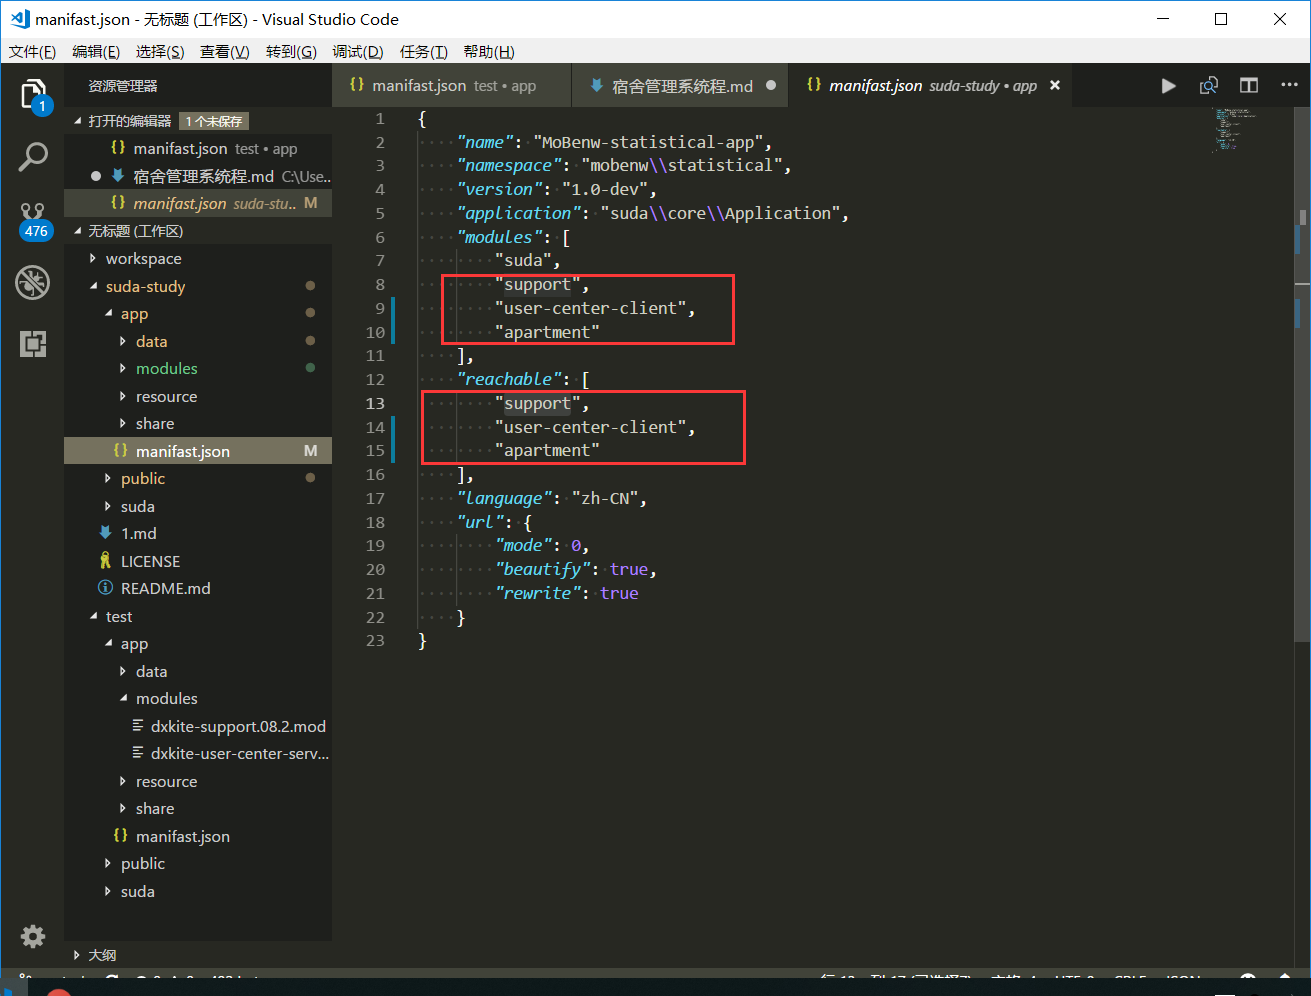 manifast.json - 无标题 (工作区) - Visual Studio Code
文件(F) 编辑(E) 选择(S) 查看(V) 转到(G) 调试(D) 任务(T) 帮助(H)
资源管理器
打开的编辑器 1 个未保存
{} manifast.json test • app
宿舍管理系统程.md C:\Use..
{} manifast.json suda-stu.. M
无标题 (工作区)
workspace
suda-study
app
data
modules
resource
share
{} manifast.json M
public
suda
1.md
LICENSE
README.md
test
app
data
modules
dxkite-support.08.2.mod
dxkite-user-center-serv...
resource
share
{} manifast.json
public
suda
大纲
1
476
{} manifast.json test • app
宿舍管理系统程.md
{} manifast.json suda-study • app
1 {
2 "name": "MoBenw-statistical-app",
3 "namespace": "mobenw\\statistical",
4 "version": "1.0-dev",
5 "application": "suda\\core\\Application",
6 "modules": [
7 "suda",
8 "support",
9 "user-center-client",
10 "apartment"
11 ],
12 "reachable": [
13 "support",
14 "user-center-client",
15 "apartment"
16 ],
17 "language": "zh-CN",
18 "url": {
19 "mode": 0,
20 "beautify": true,
21 "rewrite": true
22 }
23 }